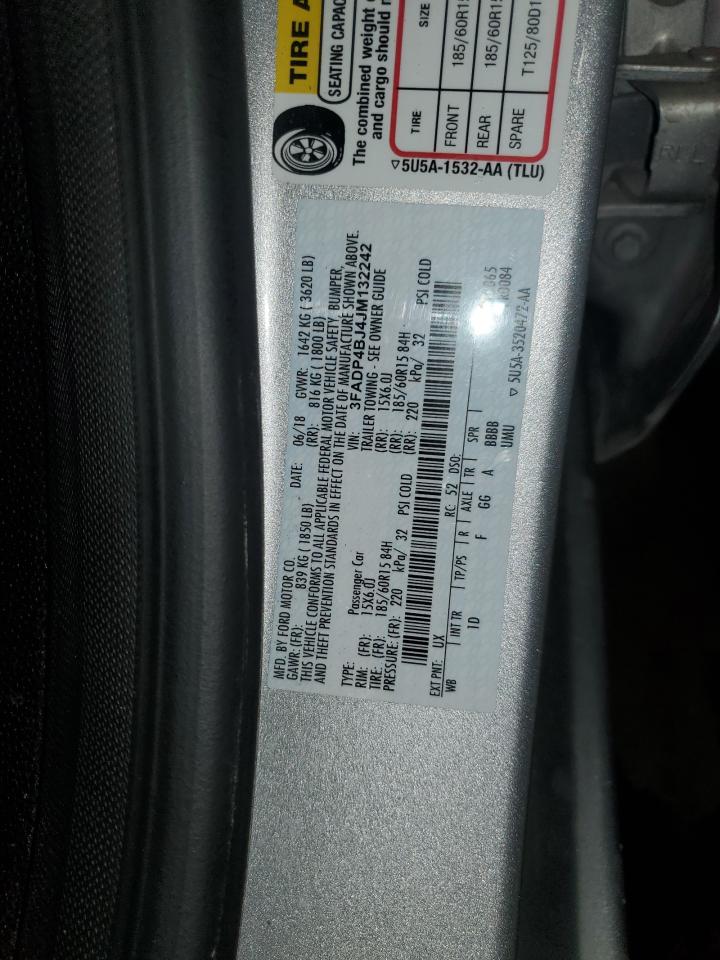 TIRE A
SEATING CAPAC
The combined weight o
and cargo should n
TIRE SIZE
FRONT 185/60R15
REAR 185/60R15
SPARE T125/80D1
▽5U5A-1532-AA (TLU)
MFD. BY FORD MOTOR CO. DATE: 06/18 GVWR: 1642 KG ( 3620 LB)
GAWR: (FR): 839 KG ( 1850 LB) - (RR): 816 KG ( 1800 LB)
THIS VEHICLE CONFORMS TO ALL APPLICABLE FEDERAL MOTOR VEHICLE SAFETY, BUMPER,
AND THEFT PREVENTION STANDARDS IN EFFECT ON THE DATE OF MANUFACTURE SHOWN ABOVE.
VIN: 3FADP4BJ4JM132242
TYPE: Passenger Car TRAILER TOWING - SEE OWNER GUIDE
RIM: (FR): 15X6.0J (RR): 15X6.0J
TIRE: (FR): 185/60R15 84H (RR): 185/60R15 84H
PRESSURE: (FR): 220 kPa/ 32 PSI COLD (RR): 220 kPa/ 32 PSI COLD
EXT PNT: UX RC: 52 DSO:
WB INT TR TP/PS R AXLE TR SPR
1D F GG A BBBB
UMU
▽ 5U5A-3520472-AA
RH